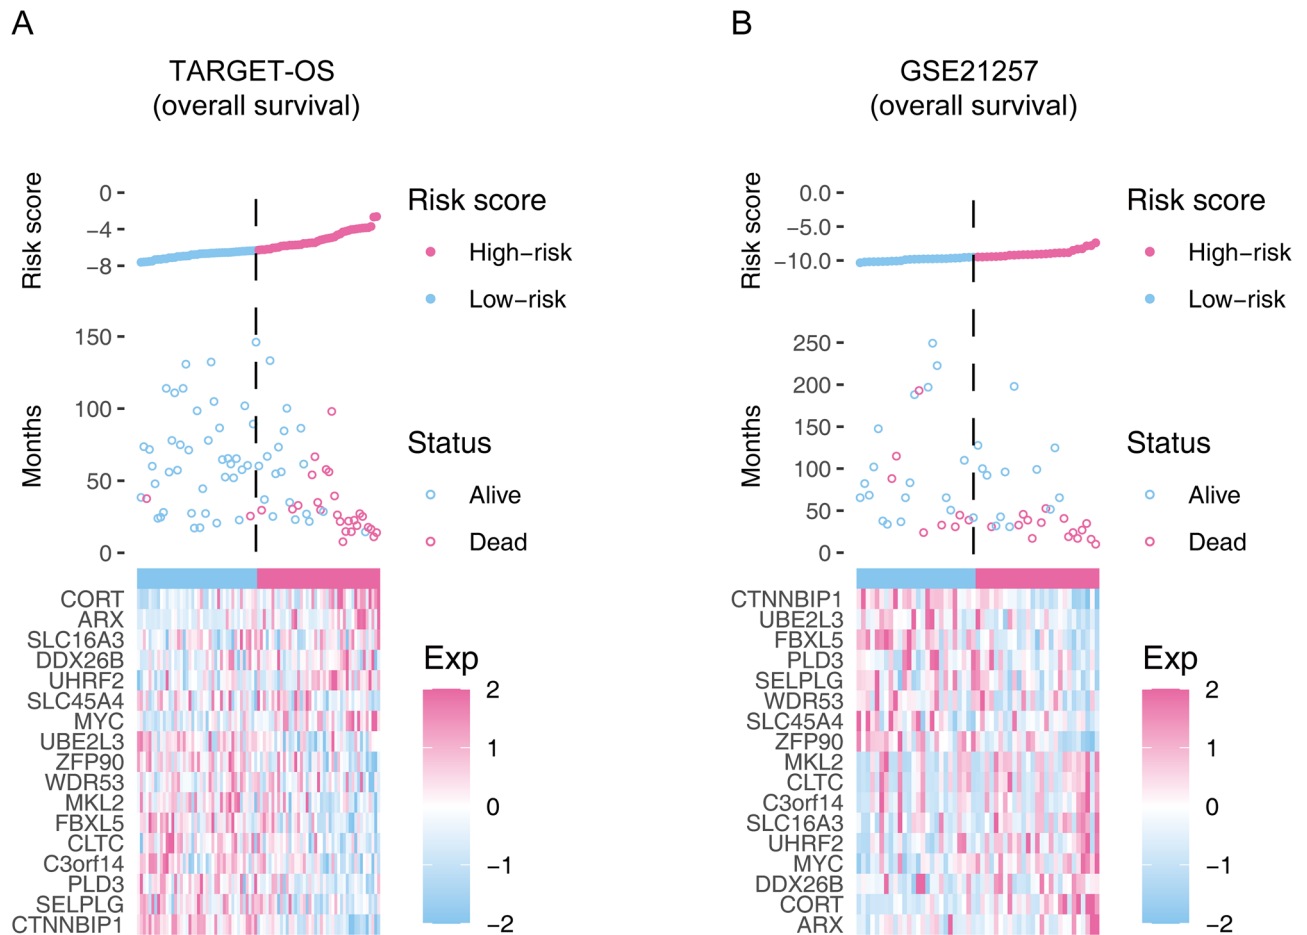 A
TARGET-OS
(overall survival)
Risk score
0
−4
−8
Risk score
High−risk
Low−risk
Months
150
100
50
0
Status
Alive
Dead
CORT
ARX
SLC16A3
DDX26B
UHRF2
SLC45A4
MYC
UBE2L3
ZFP90
WDR53
MKL2
FBXL5
CLTC
C3orf14
PLD3
SELPLG
CTNNBIP1
Exp
2
1
0
−1
−2
B
GSE21257
(overall survival)
Risk score
0.0
−5.0
−10.0
Risk score
High−risk
Low−risk
Months
250
200
150
100
50
0
Status
Alive
Dead
CTNNBIP1
UBE2L3
FBXL5
PLD3
SELPLG
WDR53
SLC45A4
ZFP90
MKL2
CLTC
C3orf14
SLC16A3
UHRF2
MYC
DDX26B
CORT
ARX
Exp
2
1
0
−1
−2